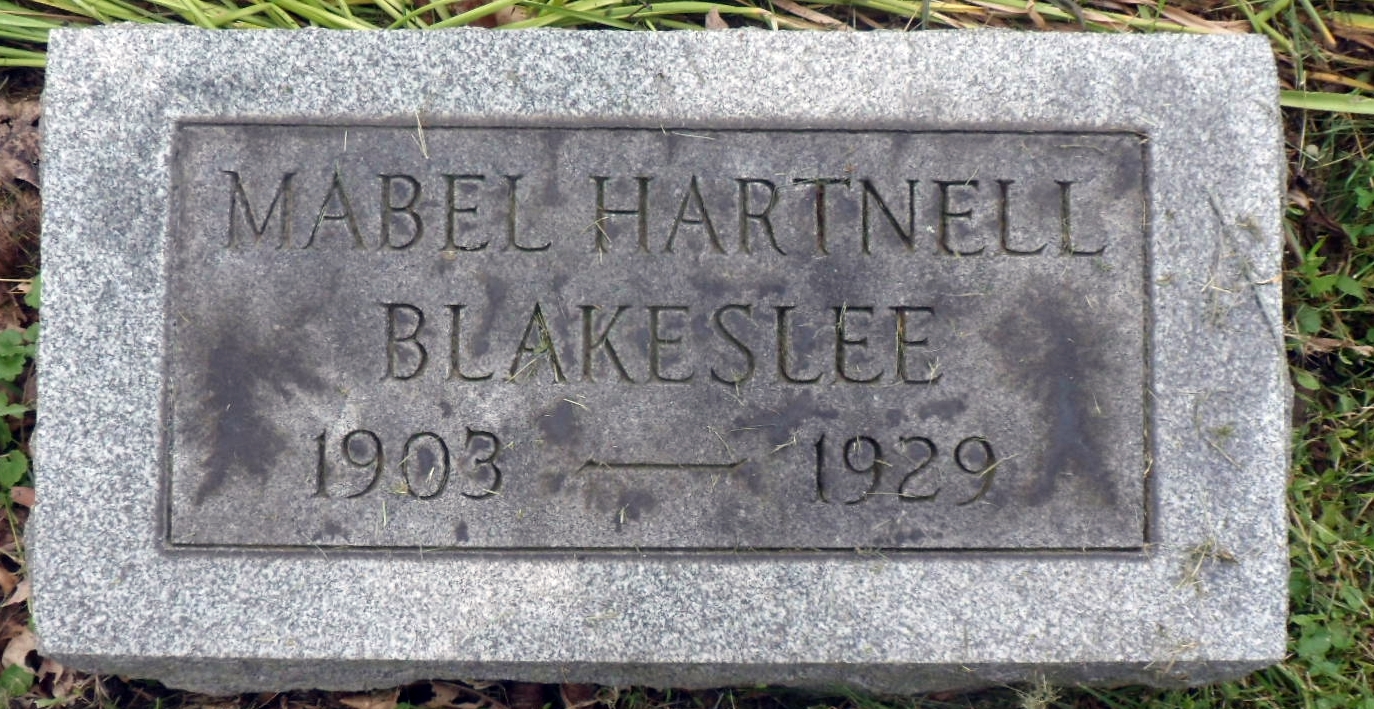 MABEL HARTNELL
BLAKESLEE
1903 — 1929